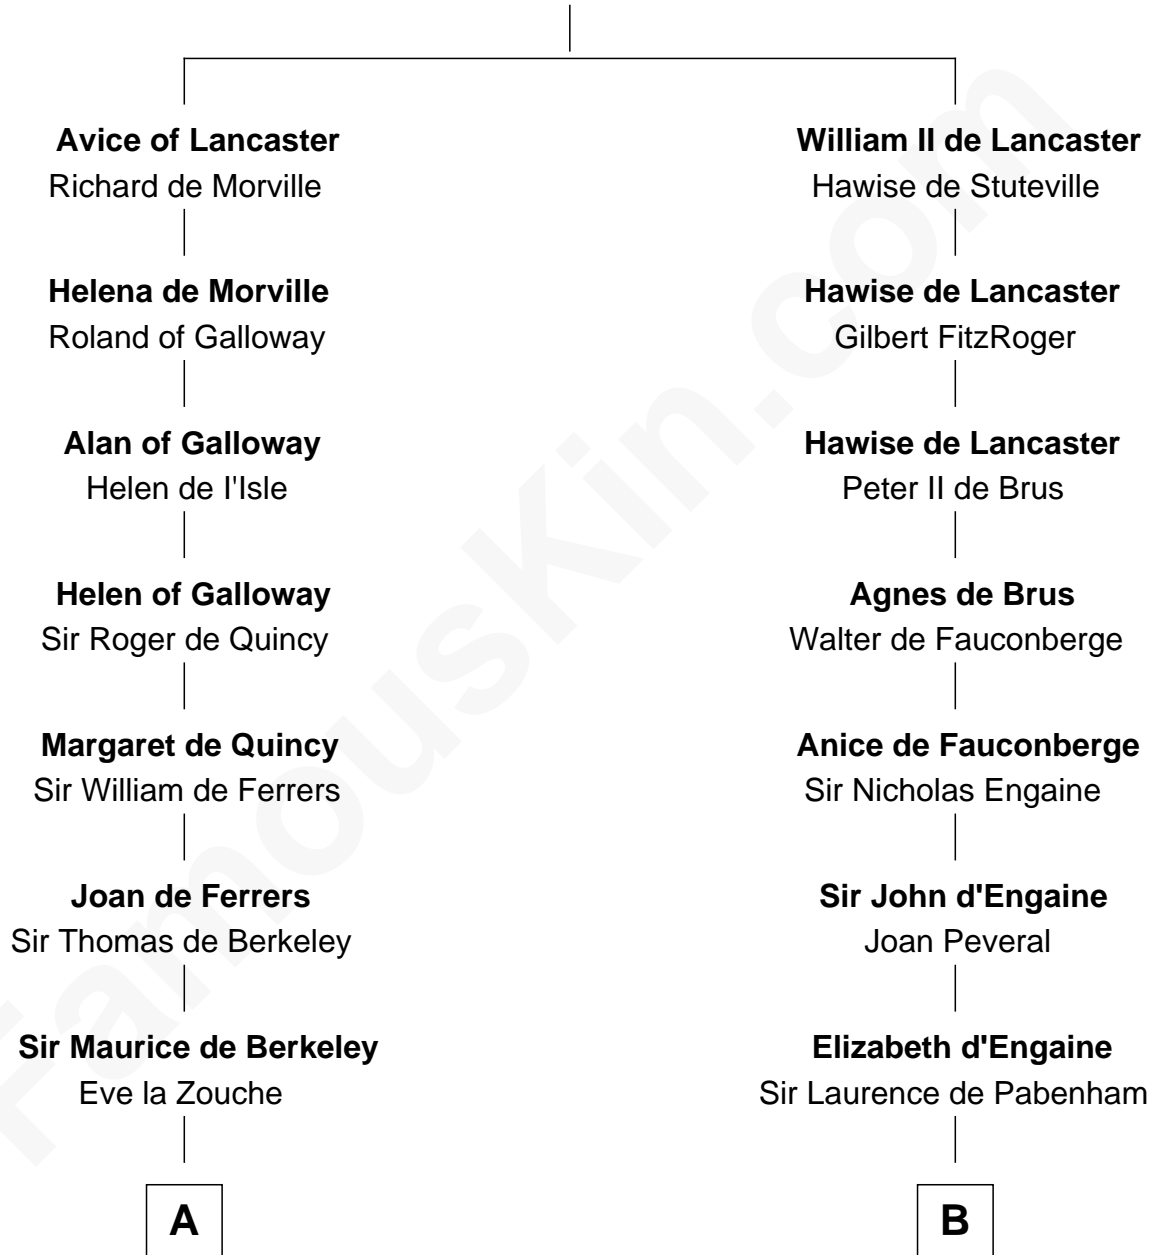 Avice of Lancaster
Richard de Morville
Helena de Morville
Roland of Galloway
Alan of Galloway
Helen de I'Isle
Helen of Galloway
Sir Roger de Quincy
Margaret de Quincy
Sir William de Ferrers
Joan de Ferrers
Sir Thomas de Berkeley
Sir Maurice de Berkeley
Eve la Zouche
A
William II de Lancaster
Hawise de Stuteville
Hawise de Lancaster
Gilbert FitzRoger
Hawise de Lancaster
Peter II de Brus
Agnes de Brus
Walter de Fauconberge
Anice de Fauconberge
Sir Nicholas Engaine
Sir John d'Engaine
Joan Peveral
Elizabeth d'Engaine
Sir Laurence de Pabenham
B
FamousKin.com